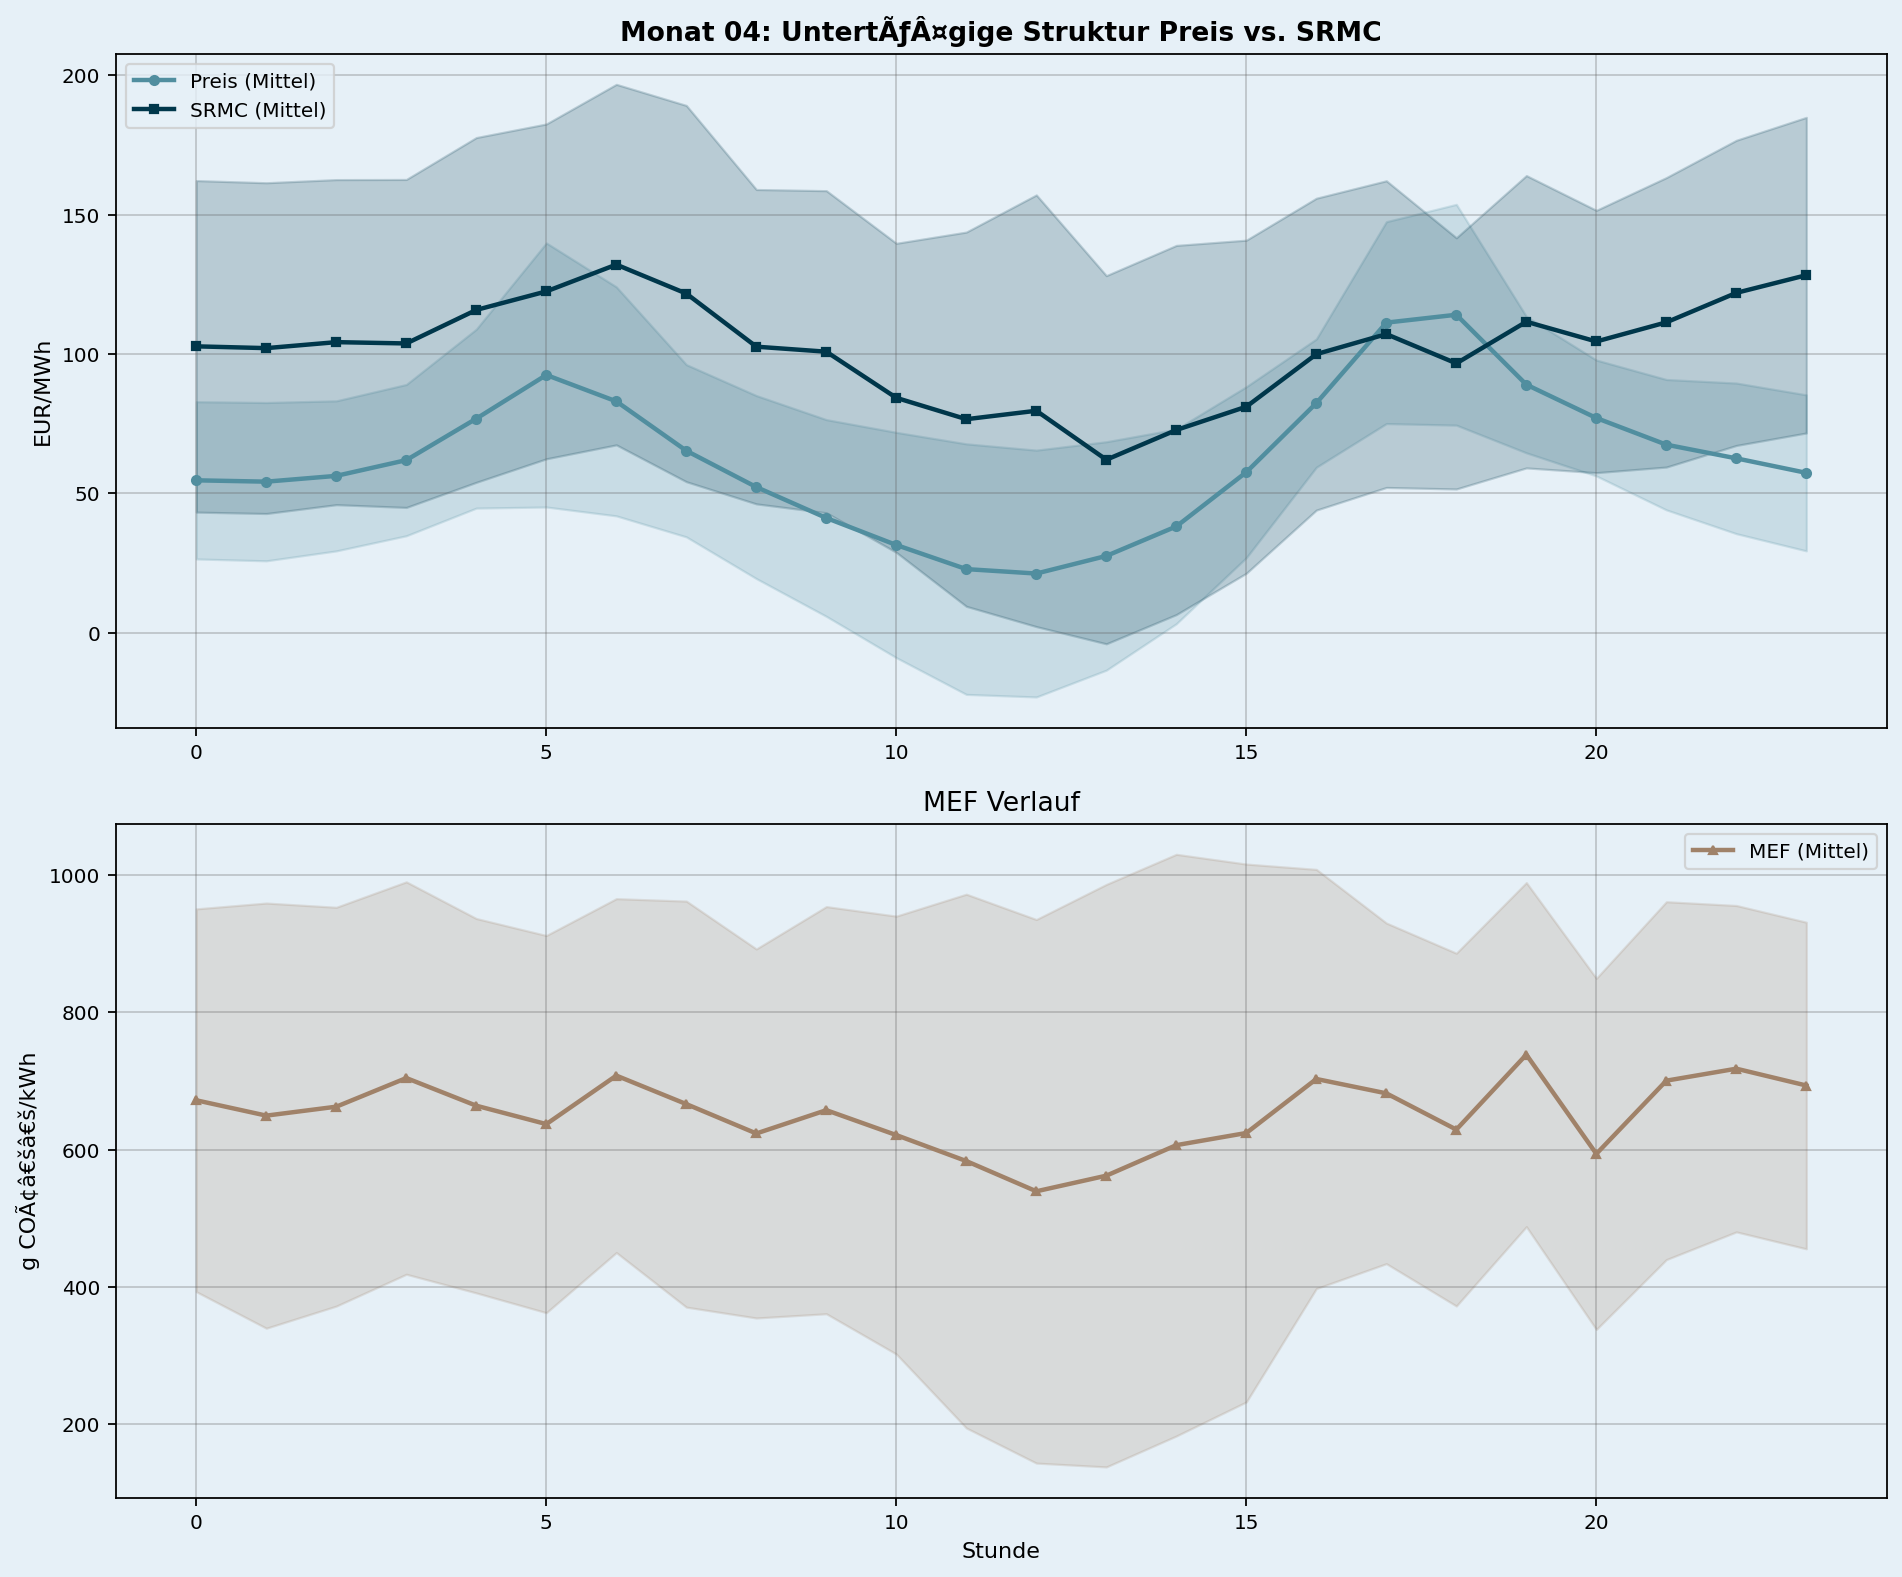 Monat 04: UntertÃƒÂ¤gige Struktur Preis vs. SRMC
Preis (Mittel)
SRMC (Mittel)
EUR/MWh
200
150
100
50
0
0 5 10 15 20
MEF Verlauf
MEF (Mittel)
g COÃ¢â€šâ€š/kWh
1000
800
600
400
200
0 5 10 15 20
Stunde